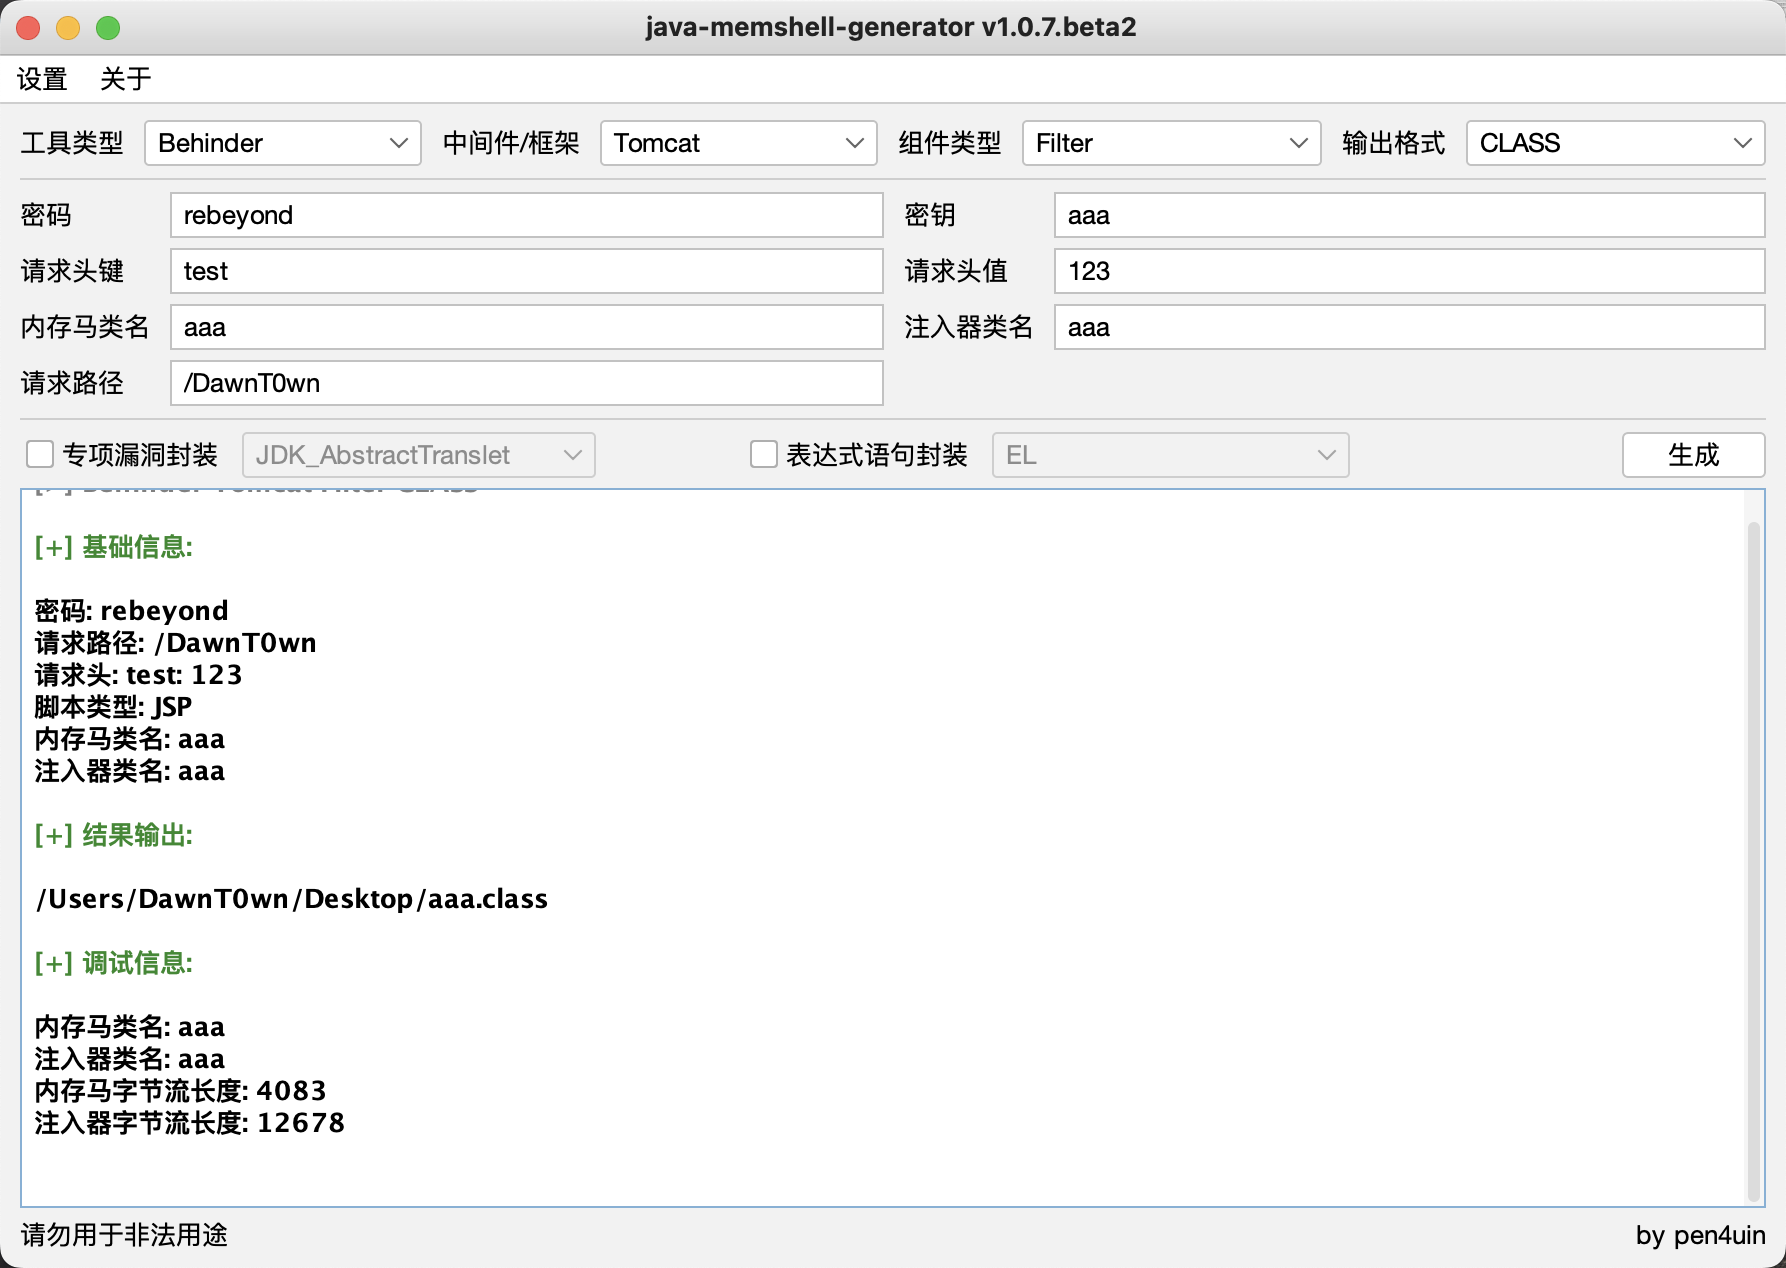 java-memshell-generator v1.0.7.beta2
设置 关于
工具类型 Behinder 中间件/框架 Tomcat 组件类型 Filter 输出格式 CLASS
密码 rebeyond 密钥 aaa
请求头键 test 请求头值 123
内存马类名 aaa 注入器类名 aaa
请求路径 /DawnT0wn
专项漏洞封装 JDK_AbstractTranslet 表达式语句封装 EL 生成
[+] 基础信息:
密码: rebeyond
请求路径: /DawnT0wn
请求头: test: 123
脚本类型: JSP
内存马类名: aaa
注入器类名: aaa
[+] 结果输出:
/Users/DawnT0wn/Desktop/aaa.class
[+] 调试信息:
内存马类名: aaa
注入器类名: aaa
内存马字节流长度: 4083
注入器字节流长度: 12678
请勿用于非法用途 by pen4uin